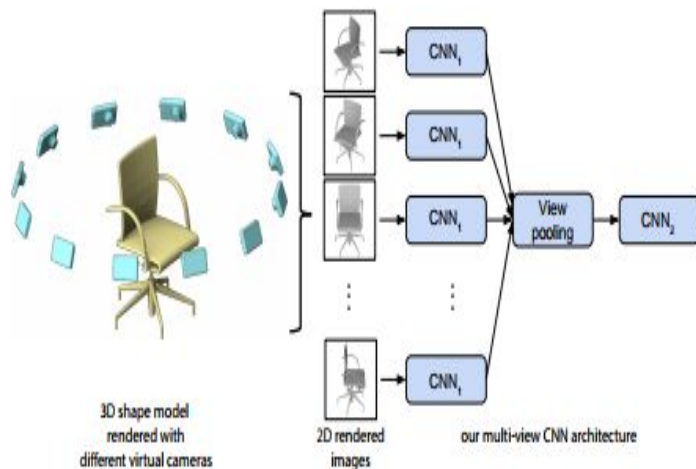 CNN₁
CNN₁
CNN₁
View
pooling
CNN₂
CNN₁
3D shape model
rendered with
different virtual cameras
2D rendered
images
our multi-view CNN architecture